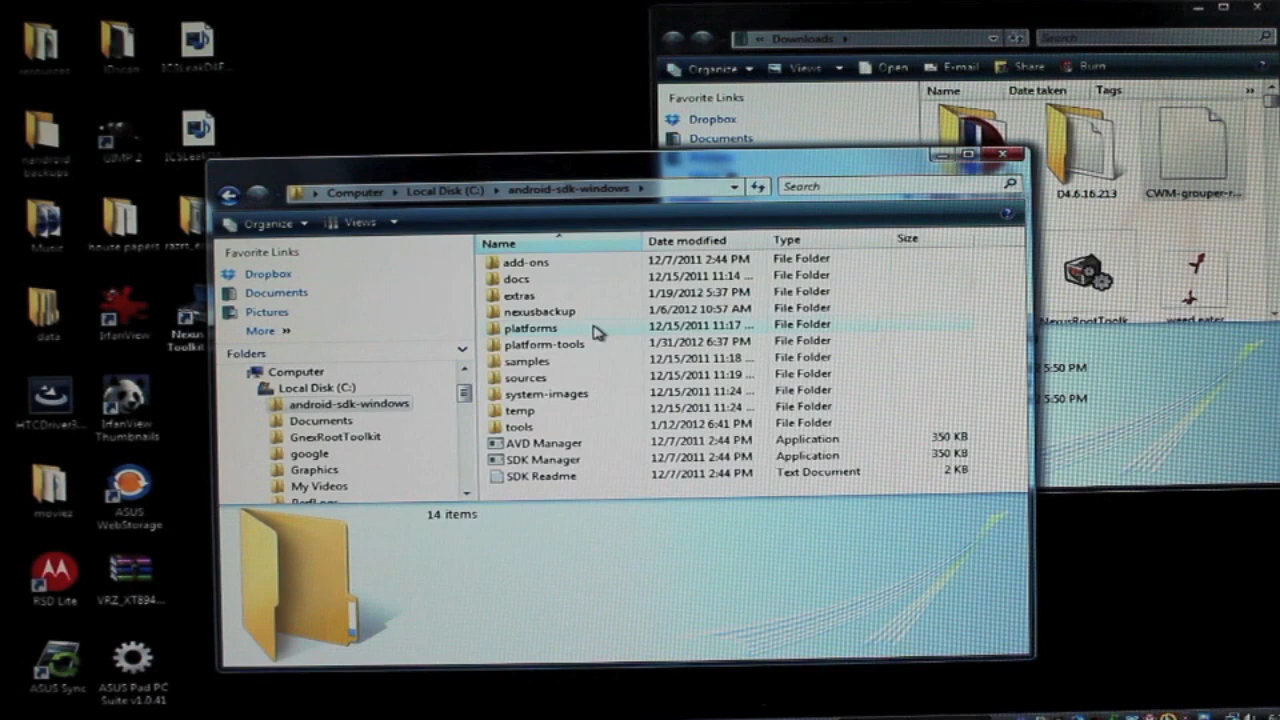 ICSLeakD4F...
nandroid backups
GIMP 2
Music
house papers
data
IrfanView
Nexus
Toolkit
HTCDriver3...
IrfanView
Thumbnails
moviez
ASUS
WebStorage
RSD Lite
VRZ_XT894...
ASUS Sync
ASUS Pad PC
Suite v1.0.41
« Downloads
Search
Organize
Views
Open
E-mail
Share
Burn
Favorite Links
Dropbox
Documents
Name
Date taken
Tags
»
D4.6.16.213
CWM-grouper-r...
NexusRootToolk
weed eater
5:50 PM
5:50 PM
Computer
Local Disk (C:)
android-sdk-windows
Search
Organize
Views
Favorite Links
Dropbox
Documents
Pictures
More »
Folders
Computer
Local Disk (C:)
android-sdk-windows
Documents
GnexRootToolkit
google
Graphics
My Videos
PerfLogs
Name Date modified Type Size
add-ons 12/7/2011 2:44 PM File Folder
docs 12/15/2011 11:14 ... File Folder
extras 1/19/2012 5:37 PM File Folder
nexusbackup 1/6/2012 10:57 AM File Folder
platforms 12/15/2011 11:17 ... File Folder
platform-tools 1/31/2012 6:37 PM File Folder
samples 12/15/2011 11:18 ... File Folder
sources 12/15/2011 11:19 ... File Folder
system-images 12/15/2011 11:24 ... File Folder
temp 12/15/2011 11:24 ... File Folder
tools 1/12/2012 6:41 PM File Folder
AVD Manager 12/7/2011 2:44 PM Application 350 KB
SDK Manager 12/7/2011 2:44 PM Application 350 KB
SDK Readme 12/7/2011 2:44 PM Text Document 2 KB
14 items